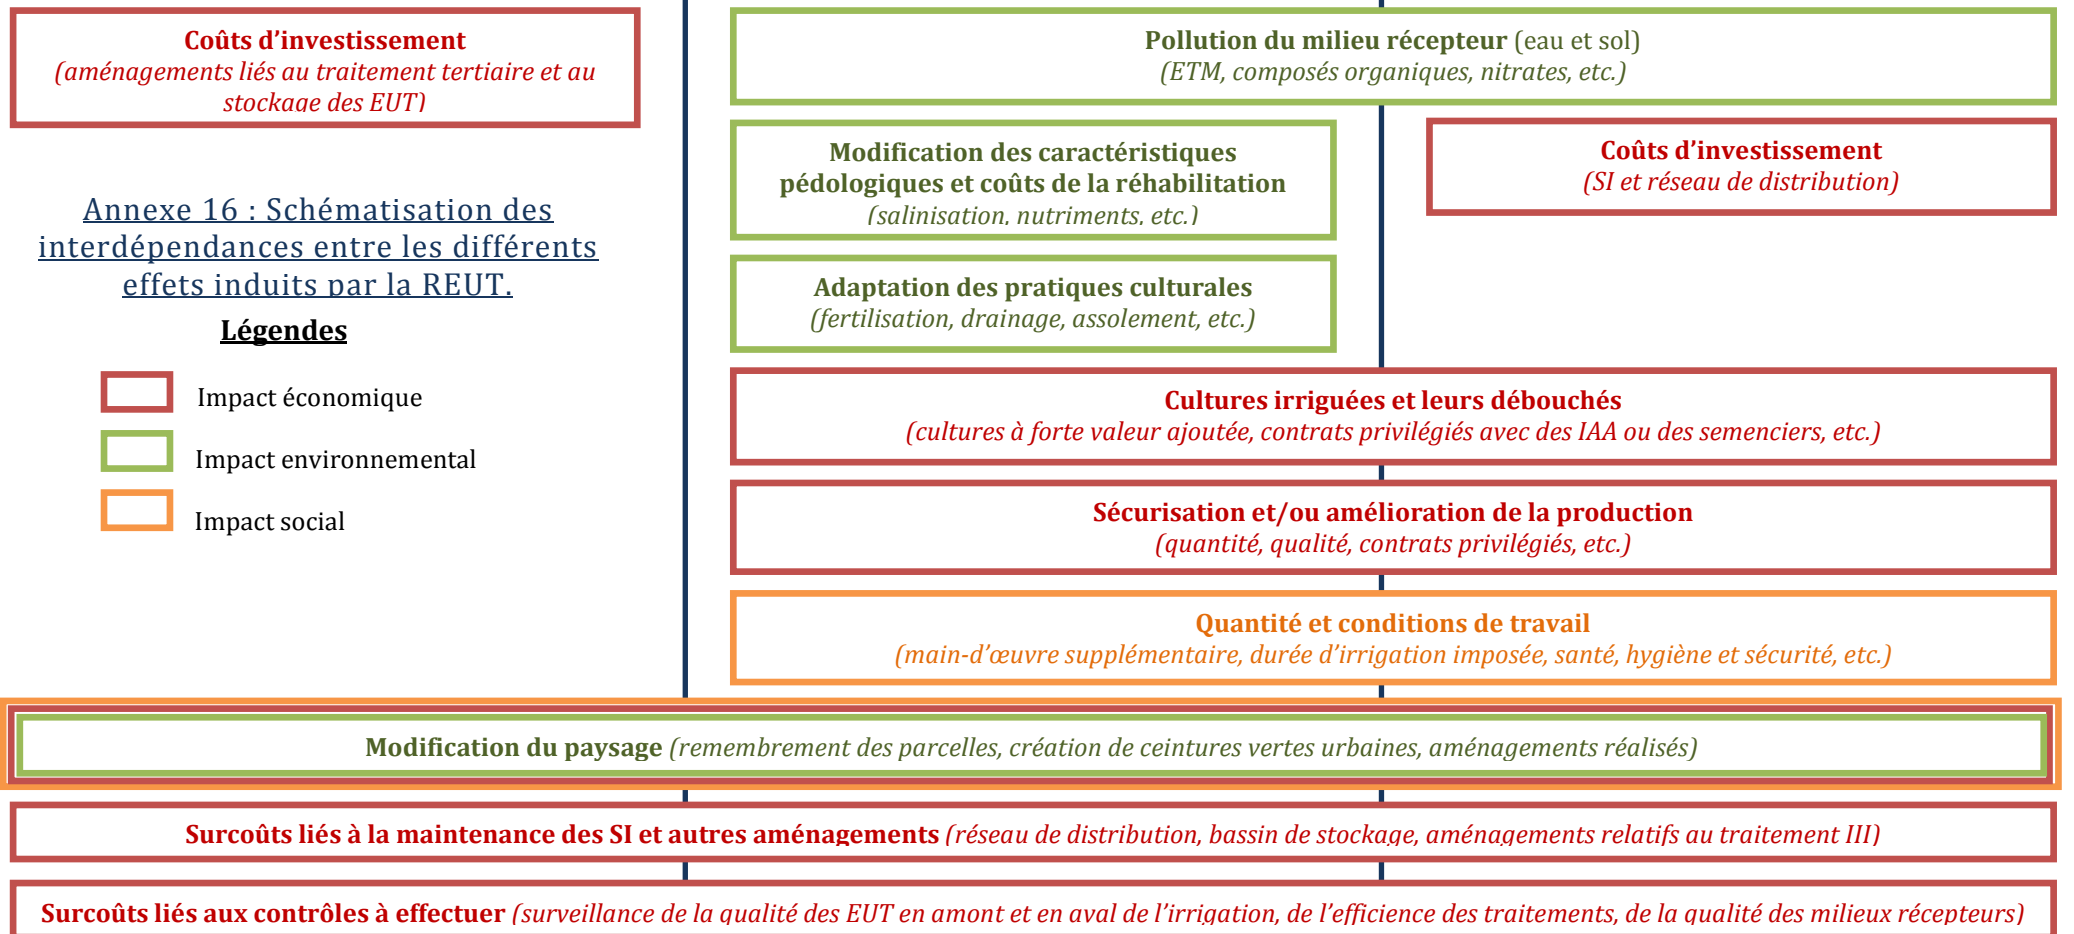 Coûts d'investissement
(aménagements liés au traitement tertiaire et au
stockage des EUT)
Pollution du milieu récepteur (eau et sol)
(ETM, composés organiques, nitrates, etc.)
Modification des caractéristiques
pédologiques et coûts de la réhabilitation
(salinisation, nutriments, etc.)
Coûts d'investissement
(SI et réseau de distribution)
Annexe 16 : Schématisation des
interdépendances entre les différents
effets induits par la REUT.
Adaptation des pratiques culturales
(fertilisation, drainage, assolement, etc.)
Légendes
Impact économique
Impact environnemental
Impact social
Cultures irriguées et leurs débouchés
(cultures à forte valeur ajoutée, contrats privilégiés avec des IAA ou des semenciers, etc.)
Sécurisation et/ou amélioration de la production
(quantité, qualité, contrats privilégiés, etc.)
Quantité et conditions de travail
(main-d'œuvre supplémentaire, durée d'irrigation imposée, santé, hygiène et sécurité, etc.)
Modification du paysage (remembrement des parcelles, création de ceintures vertes urbaines, aménagements réalisés)
Surcoûts liés à la maintenance des SI et autres aménagements (réseau de distribution, bassin de stockage, aménagements relatifs au traitement III)
Surcoûts liés aux contrôles à effectuer (surveillance de la qualité des EUT en amont et en aval de l'irrigation, de l'efficience des traitements, de la qualité des milieux récepteurs)